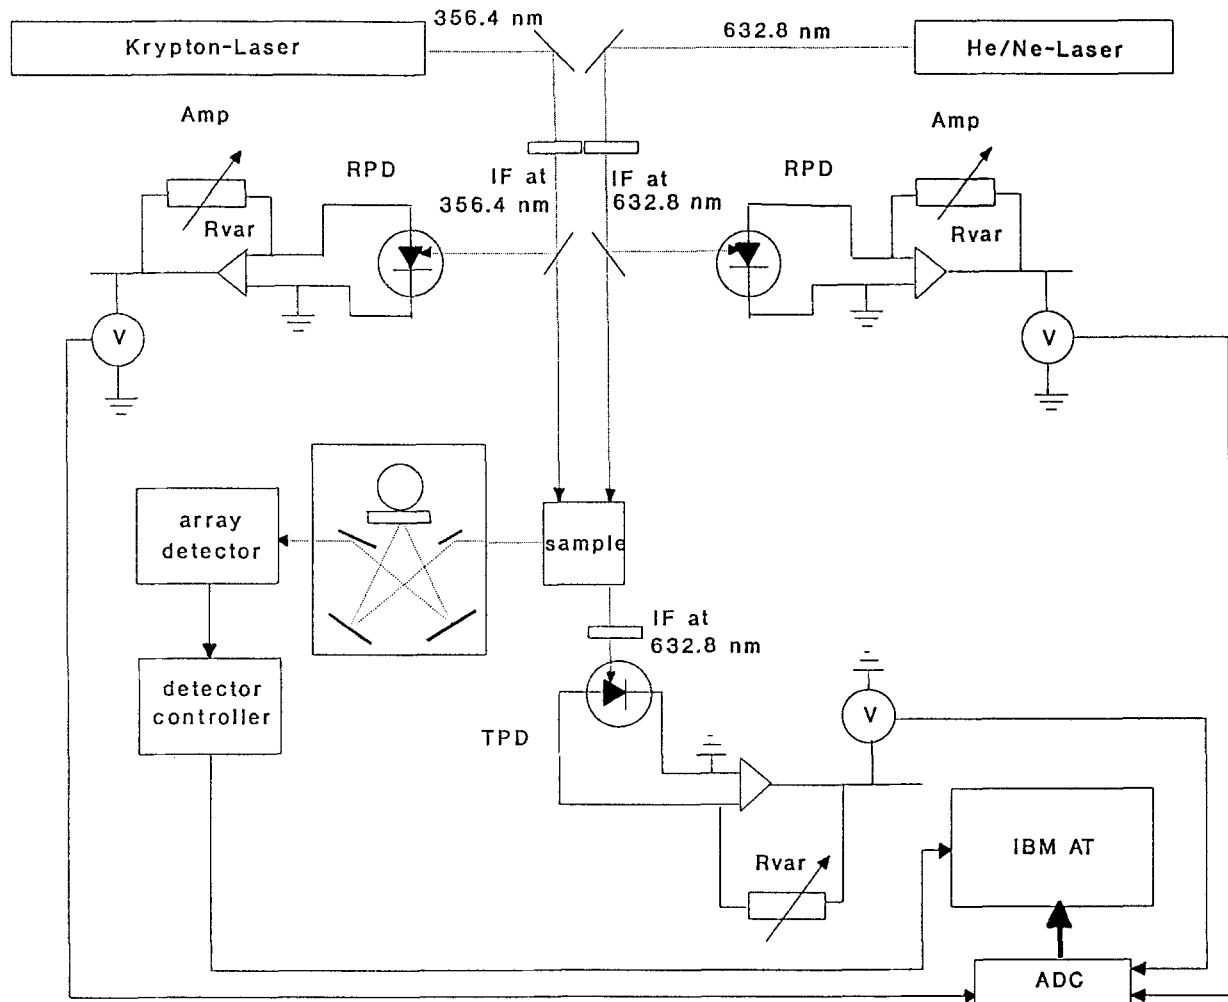 356.4 nm
632.8 nm
Krypton-Laser
He/Ne-Laser
Amp
Amp
RPD
RPD
IF at
356.4 nm
IF at
632.8 nm
Rvar
Rvar
V
V
array
detector
sample
IF at
632.8 nm
detector
controller
V
TPD
Rvar
IBM AT
ADC